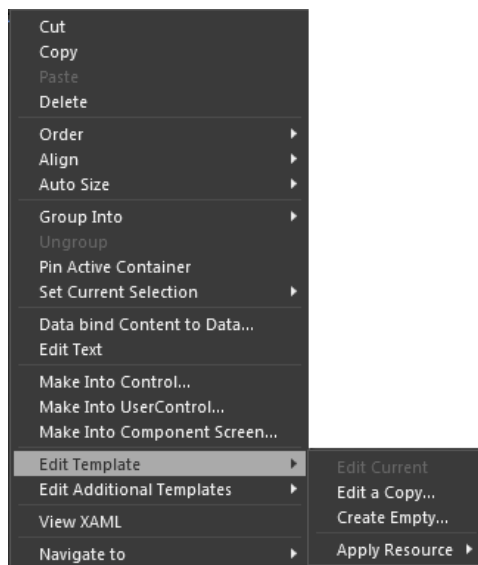 Cut
Copy
Paste
Delete
Order
Align
Auto Size
Group Into
Ungroup
Pin Active Container
Set Current Selection
Data bind Content to Data...
Edit Text
Make Into Control...
Make Into UserControl...
Make Into Component Screen...
Edit Template
Edit Additional Templates
View XAML
Navigate to
Edit Current
Edit a Copy...
Create Empty...
Apply Resource